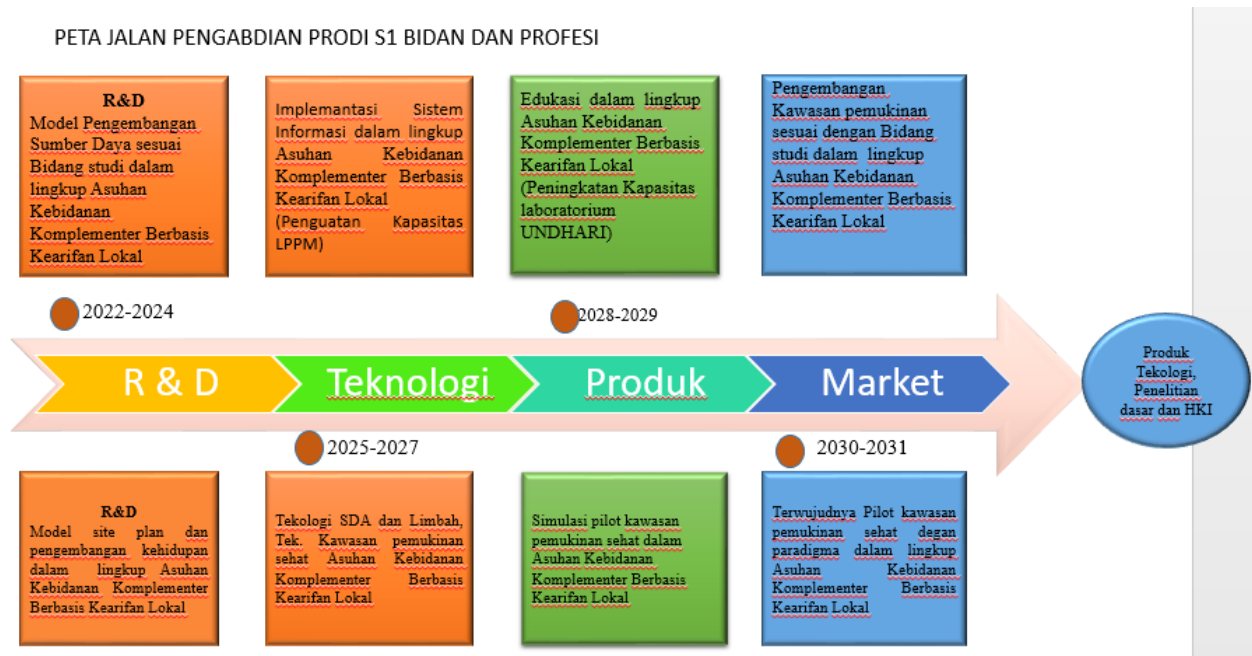 PETA JALAN PENGABDIAN PRODI S1 BIDAN DAN PROFESI
R&D
Model Pengembangan
Sumber Daya sesuai
Bidang studi dalam
lingkup Asuhan
Kebidanan
Komplementer Berbasis
Kearifan Lokal
Implemantasi Sistem
Informasi dalam lingkup
Asuhan Kebidanan
Komplementer Berbasis
Kearifan Lokal
(Penguatan Kapasitas
LPPM)
Edukasi dalam lingkup
Asuhan Kebidanan
Komplementer Berbasis
Kearifan Lokal
(Peningkatan Kapasitas
laboratorium
UNDHARI)
Pengembangan
Kawasan pemukinan
sesuai dengan Bidang
studi dalam lingkup
Asuhan Kebidanan
Komplementer Berbasis
Kearifan Lokal
2022-2024
2028-2029
R & D
Teknologi
Produk
Market
Produk
Tekologi,
Penelitian
dasar dan HKI
2025-2027
2030-2031
R&D
Model site plan dan
pengembangan kehidupan
dalam lingkup Asuhan
Kebidanan Komplementer
Berbasis Kearifan Lokal
Tekologi SDA dan Limbah,
Tek. Kawasan pemukinan
sehat Asuhan Kebidanan
Komplementer Berbasis
Kearifan Lokal
Simulasi pilot kawasan
pemukinan sehat dalam
Asuhan Kebidanan
Komplementer Berbasis
Kearifan Lokal
Terwujudnya Pilot kawasan
pemukinan sehat degan
paradigma dalam lingkup
Asuhan Kebidanan
Komplementer Berbasis
Kearifan Lokal